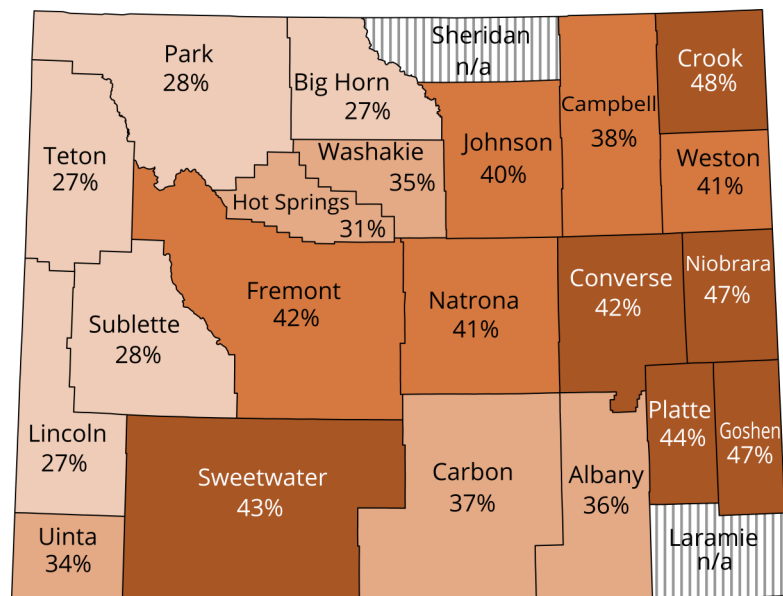 Sheridan
n/a
Park
28%
Big Horn
27%
Crook
48%
Campbell
38%
Teton
27%
Washakie
35%
Johnson
40%
Weston
41%
Hot Springs
31%
Fremont
42%
Natrona
41%
Converse
42%
Niobrara
47%
Sublette
28%
Lincoln
27%
Platte
44%
Goshen
47%
Sweetwater
43%
Carbon
37%
Albany
36%
Uinta
34%
Laramie
n/a